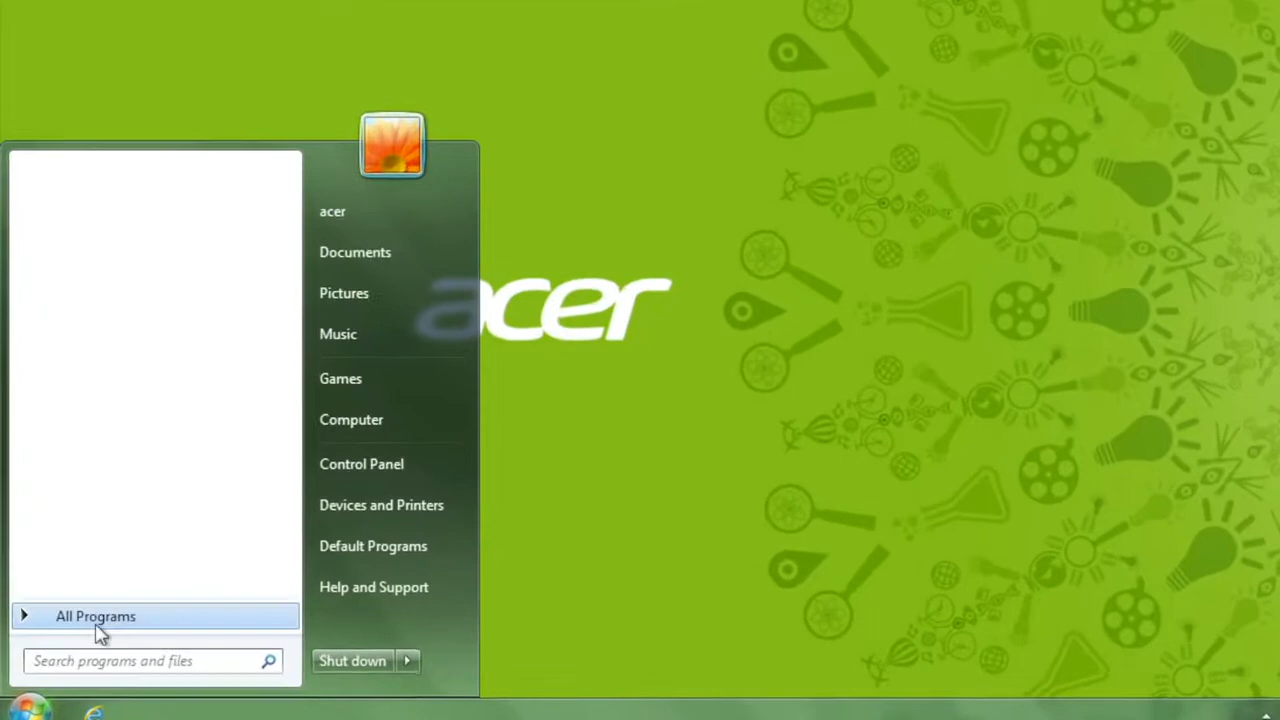 acer
Documents
Pictures
Music
acer
Games
Computer
Control Panel
Devices and Printers
Default Programs
Help and Support
All Programs
Search programs and files
Shut down